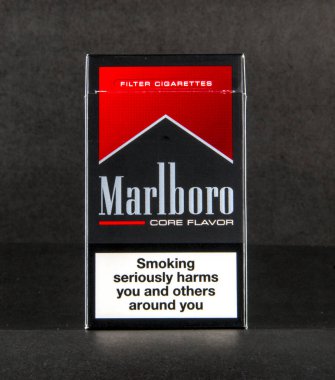 FILTER CIGARETTES
Marlboro
CORE FLAVOR
Smoking
seriously harms
you and others
around you